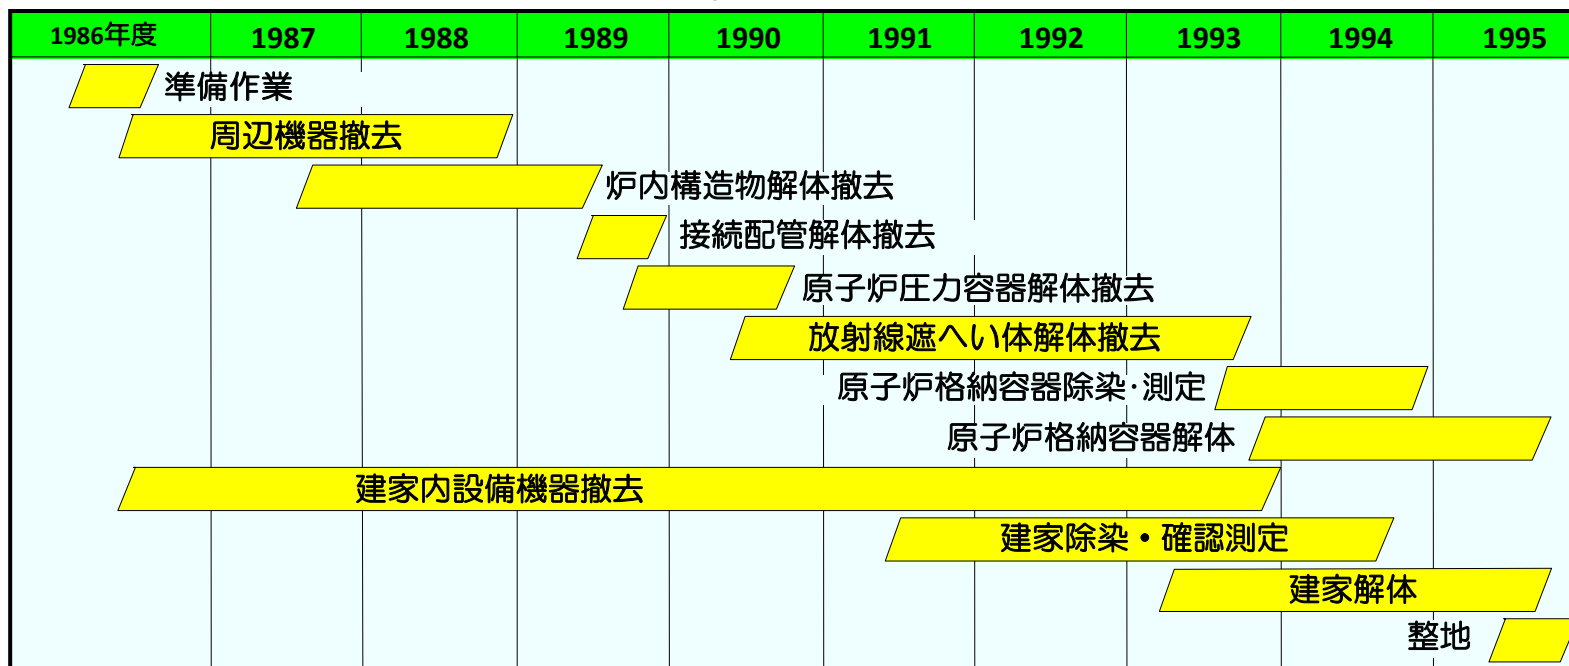 1986年度 1987 1988 1989 1990 1991 1992 1993 1994 1995
準備作業
周辺機器撤去
炉内構造物解体撤去
接続配管解体撤去
原子炉圧力容器解体撤去
放射線遮へい体解体撤去
原子炉格納容器除染・測定
原子炉格納容器解体
建家内設備機器撤去
建家除染・確認測定
建家解体
整地